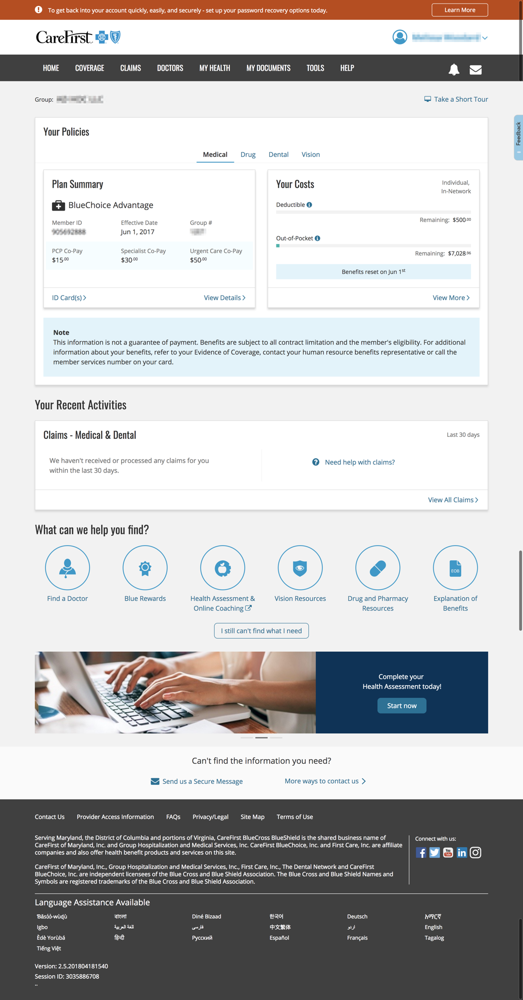 To get back into your account quickly, easily, and securely - set up your password recovery options today.
Learn More
CareFirst
HOME COVERAGE CLAIMS DOCTORS MY HEALTH MY DOCUMENTS TOOLS HELP
Group:
Take a Short Tour
Feedback
Your Policies
Medical Drug Dental Vision
Plan Summary
BlueChoice Advantage
Member ID Effective Date Group #
Jun 1, 2017
PCP Co-Pay Specialist Co-Pay Urgent Care Co-Pay
$15.00 $30.00 $50.00
ID Card(s)
View Details
Your Costs
Individual,
In-Network
Deductible
Remaining: $500.00
Out-of-Pocket
Remaining: $7,028.96
Benefits reset on Jun 1st
View More
Note
This information is not a guarantee of payment. Benefits are subject to all contract limitation and the member's eligibility. For additional
information about your benefits, refer to your Evidence of Coverage, contact your human resource benefits representative or call the
member services number on your card.
Your Recent Activities
Claims - Medical & Dental
Last 30 days
We haven't received or processed any claims for you
within the last 30 days.
Need help with claims?
View All Claims
What can we help you find?
EOB
Find a Doctor
Blue Rewards
Health Assessment &
Online Coaching
Vision Resources
Drug and Pharmacy
Resources
Explanation of
Benefits
I still can't find what I need
Complete your
Health Assessment today!
Start now
Can't find the information you need?
Send us a Secure Message
More ways to contact us
Contact Us Provider Access Information FAQs Privacy/Legal Site Map Terms of Use
Serving Maryland, the District of Columbia and portions of Virginia, CareFirst BlueCross BlueShield is the shared business name of
CareFirst of Maryland, Inc. and Group Hospitalization and Medical Services, Inc. CareFirst BlueChoice, Inc. and First Care, Inc. are affiliate
companies and also offer health benefit products and services on this site.
CareFirst of Maryland, Inc., Group Hospitalization and Medical Services, Inc., First Care, Inc., The Dental Network and CareFirst
BlueChoice, Inc. are independent licensees of the Blue Cross and Blue Shield Association. The Blue Cross and Blue Shield Names and
Symbols are registered trademarks of the Blue Cross and Blue Shield Association.
Connect with us:
You Tube
Language Assistance Available
Ɓǎsɔ́ɔ̀-wùɖù বাংলা Diné Bizaad 한국어 Deutsch አማርኛ
Igbo للغة العربية فارسی 中文繁体 اردو English
Èdè Yorùbá हिन्दी Русский Español Français Tagalog
Tiếng Việt
Version: 2.5.201804181540
Session ID: 3035886708
..